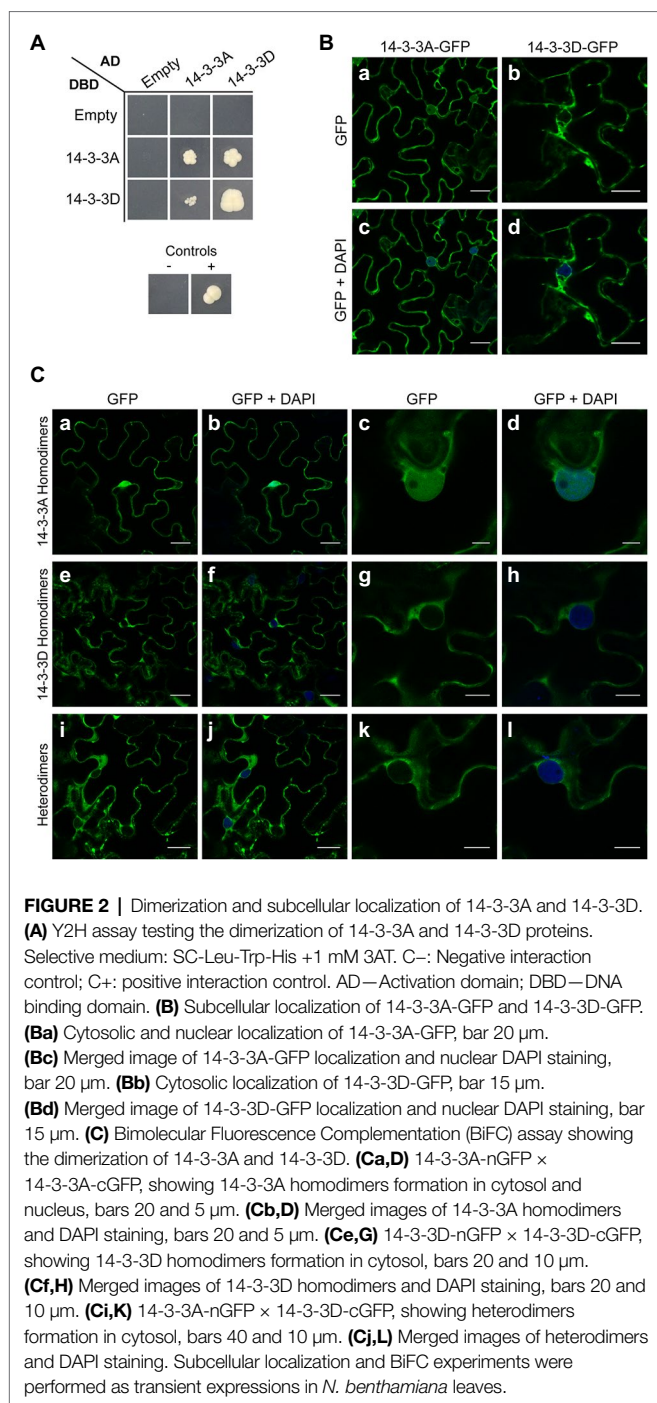 A
AD
DBD
Empty
14-3-3A
14-3-3D
Empty
14-3-3A
14-3-3D
Controls
- +
B
14-3-3A-GFP 14-3-3D-GFP
a b
GFP
c d
GFP + DAPI
C
GFP GFP + DAPI GFP GFP + DAPI
a b c d
14-3-3A Homodimers
e f g h
14-3-3D Homodimers
i j k l
Heterodimers
FIGURE 2 | Dimerization and subcellular localization of 14-3-3A and 14-3-3D.
(A) Y2H assay testing the dimerization of 14-3-3A and 14-3-3D proteins.
Selective medium: SC-Leu-Trp-His +1 mM 3AT. C−: Negative interaction
control; C+: positive interaction control. AD—Activation domain; DBD—DNA
binding domain. (B) Subcellular localization of 14-3-3A-GFP and 14-3-3D-GFP.
(Ba) Cytosolic and nuclear localization of 14-3-3A-GFP, bar 20 μm.
(Bc) Merged image of 14-3-3A-GFP localization and nuclear DAPI staining,
bar 20 μm. (Bb) Cytosolic localization of 14-3-3D-GFP, bar 15 μm.
(Bd) Merged image of 14-3-3D-GFP localization and nuclear DAPI staining, bar
15 μm. (C) Bimolecular Fluorescence Complementation (BiFC) assay showing
the dimerization of 14-3-3A and 14-3-3D. (Ca,D) 14-3-3A-nGFP ×
14-3-3A-cGFP, showing 14-3-3A homodimers formation in cytosol and
nucleus, bars 20 and 5 μm. (Cb,D) Merged images of 14-3-3A homodimers
and DAPI staining, bars 20 and 5 μm. (Ce,G) 14-3-3D-nGFP × 14-3-3D-cGFP,
showing 14-3-3D homodimers formation in cytosol, bars 20 and 10 μm.
(Cf,H) Merged images of 14-3-3D homodimers and DAPI staining, bars 20 and
10 μm. (Ci,K) 14-3-3A-nGFP × 14-3-3D-cGFP, showing heterodimers
formation in cytosol, bars 40 and 10 μm. (Cj,L) Merged images of heterodimers
and DAPI staining. Subcellular localization and BiFC experiments were
performed as transient expressions in N. benthamiana leaves.